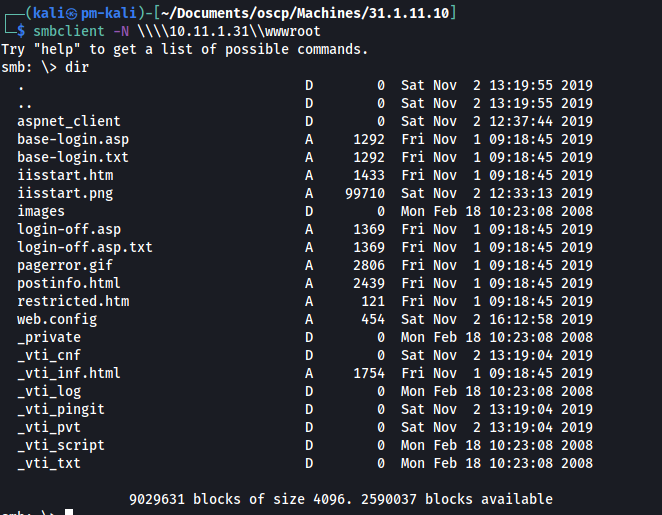 ┌──(kali㉿pm-kali)-[~/Documents/oscp/Machines/31.1.11.10]
└─$ smbclient -N \\\\10.11.1.31\\wwwroot
Try "help" to get a list of possible commands.
smb: \> dir
  .                                   D        0  Sat Nov  2 13:19:55 2019
  ..                                  D        0  Sat Nov  2 13:19:55 2019
  aspnet_client                       D        0  Sat Nov  2 12:37:44 2019
  base-login.asp                      A     1292  Fri Nov  1 09:18:45 2019
  base-login.txt                      A     1292  Fri Nov  1 09:18:45 2019
  iisstart.htm                        A     1433  Fri Nov  1 09:18:45 2019
  iisstart.png                        A    99710  Sat Nov  2 12:33:13 2019
  images                              D        0  Mon Feb 18 10:23:08 2008
  login-off.asp                       A     1369  Fri Nov  1 09:18:45 2019
  login-off.asp.txt                   A     1369  Fri Nov  1 09:18:45 2019
  pagerror.gif                        A     2806  Fri Nov  1 09:18:45 2019
  postinfo.html                       A     2439  Fri Nov  1 09:18:45 2019
  restricted.htm                      A      121  Fri Nov  1 09:18:45 2019
  web.config                          A      454  Sat Nov  2 16:12:58 2019
  _private                            D        0  Mon Feb 18 10:23:08 2008
  _vti_cnf                            D        0  Sat Nov  2 13:19:04 2019
  _vti_inf.html                       A     1754  Fri Nov  1 09:18:45 2019
  _vti_log                            D        0  Mon Feb 18 10:23:08 2008
  _vti_pingit                         D        0  Sat Nov  2 13:19:04 2019
  _vti_pvt                            D        0  Sat Nov  2 13:19:04 2019
  _vti_script                         D        0  Mon Feb 18 10:23:08 2008
  _vti_txt                            D        0  Mon Feb 18 10:23:08 2008
                9029631 blocks of size 4096. 2590037 blocks available
smb: \>